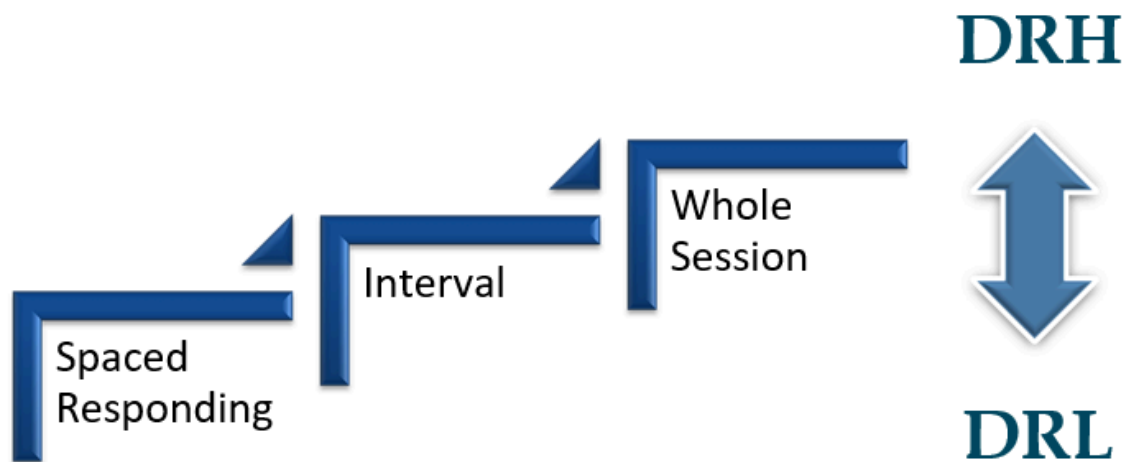 DRH
Whole
Session
Interval
Spaced
Responding
DRL